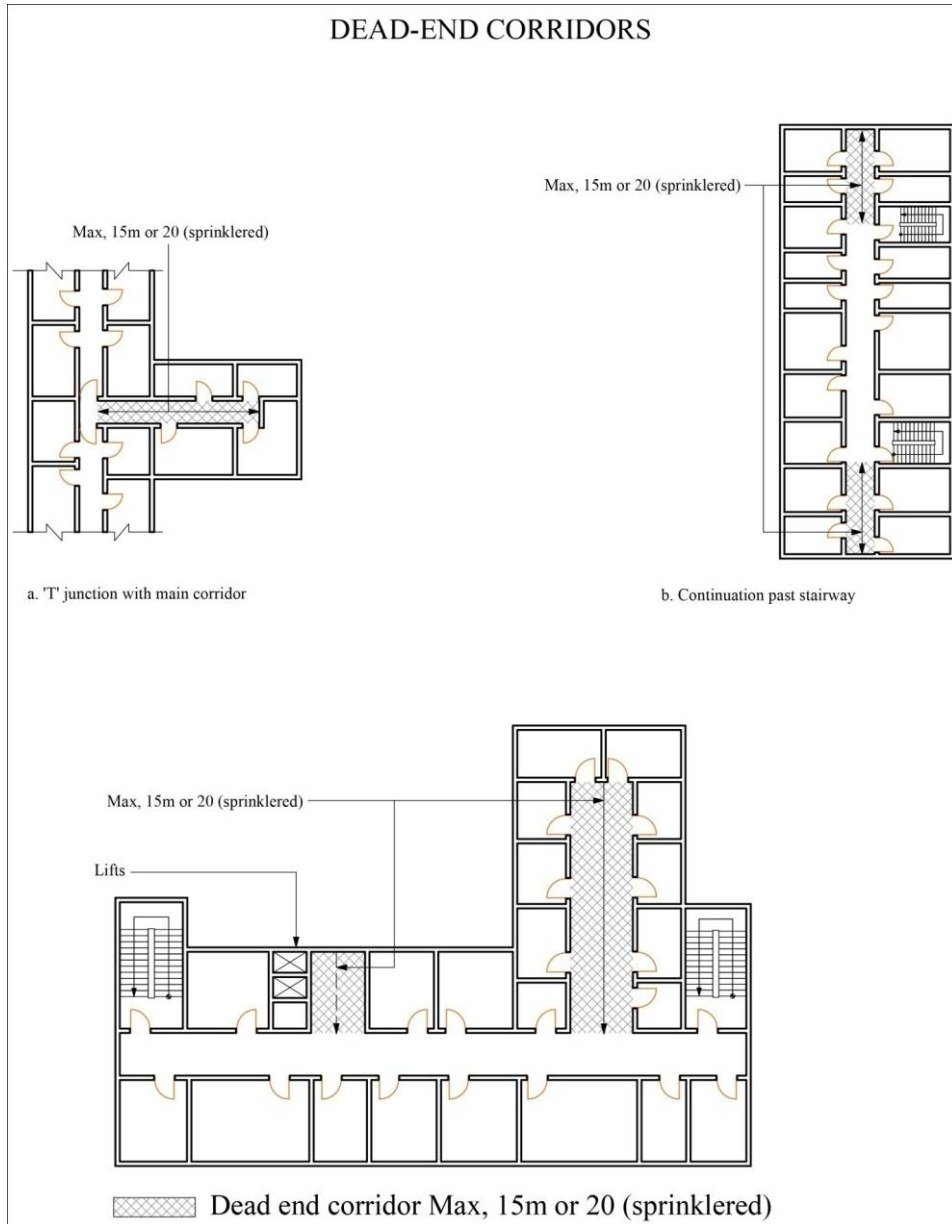 DEAD-END CORRIDORS
Max, 15m or 20 (sprinklered)
Max, 15m or 20 (sprinklered)
a. 'T' junction with main corridor
b. Continuation past stairway
Max, 15m or 20 (sprinklered)
Lifts
Dead end corridor Max, 15m or 20 (sprinklered)